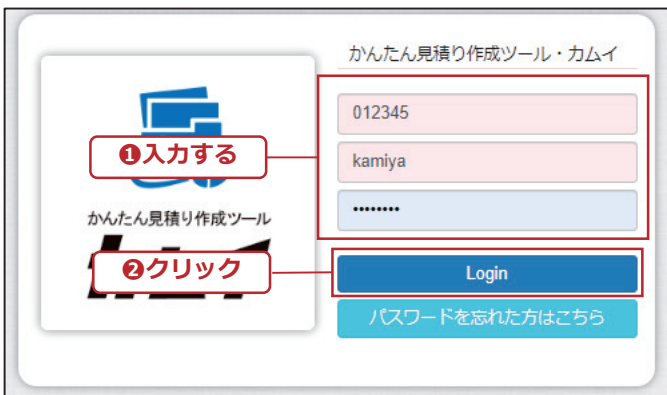 かんたん見積り作成ツール・カムイ
012345
❶入力する
kamiya
••••••••
かんたん見積り作成ツール
❷クリック
Login
パスワードを忘れた方はこちら